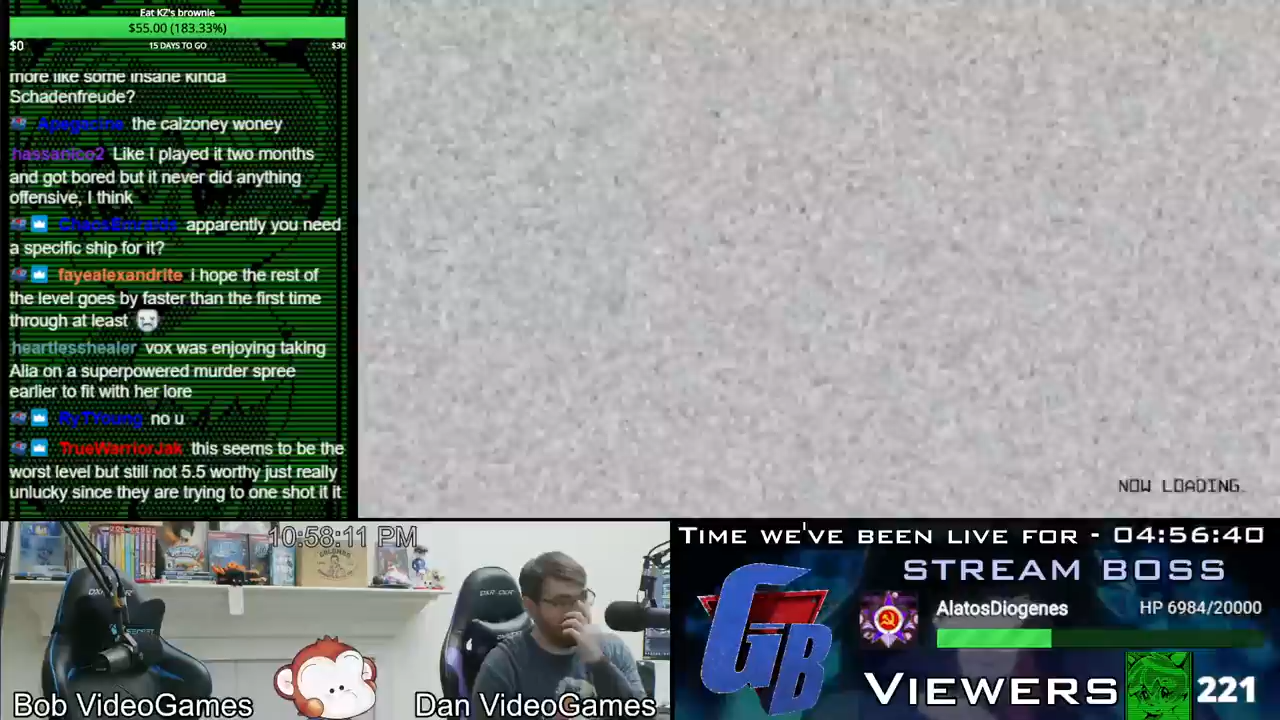 Eat KZ's brownie
$55.00 (183.33%)
$0 15 DAYS TO GO $30
more like some insane kinda
Schadenfreude?
the calzoney woney
hassanico2 Like I played it two months
and got bored but it never did anything
offensive, I think
apparently you need
a specific ship for it?
fayealexandrite i hope the rest of
the level goes by faster than the first time
through at least
heartlesshealer vox was enjoying taking
Alia on a superpowered murder spree
earlier to fit with her lore
RyTYoung no u
TrueWarriorJak this seems to be the
worst level but still not 5.5 worthy just really
unlucky since they are trying to one shot it it
NOW LOADING.
10:58:11 PM
Bob VideoGames
Dan VideoGames
TIME WE'VE BEEN LIVE FOR - 04:56:40
STREAM BOSS
AlatosDiogenes HP 6984/20000
GB
VIEWERS 221